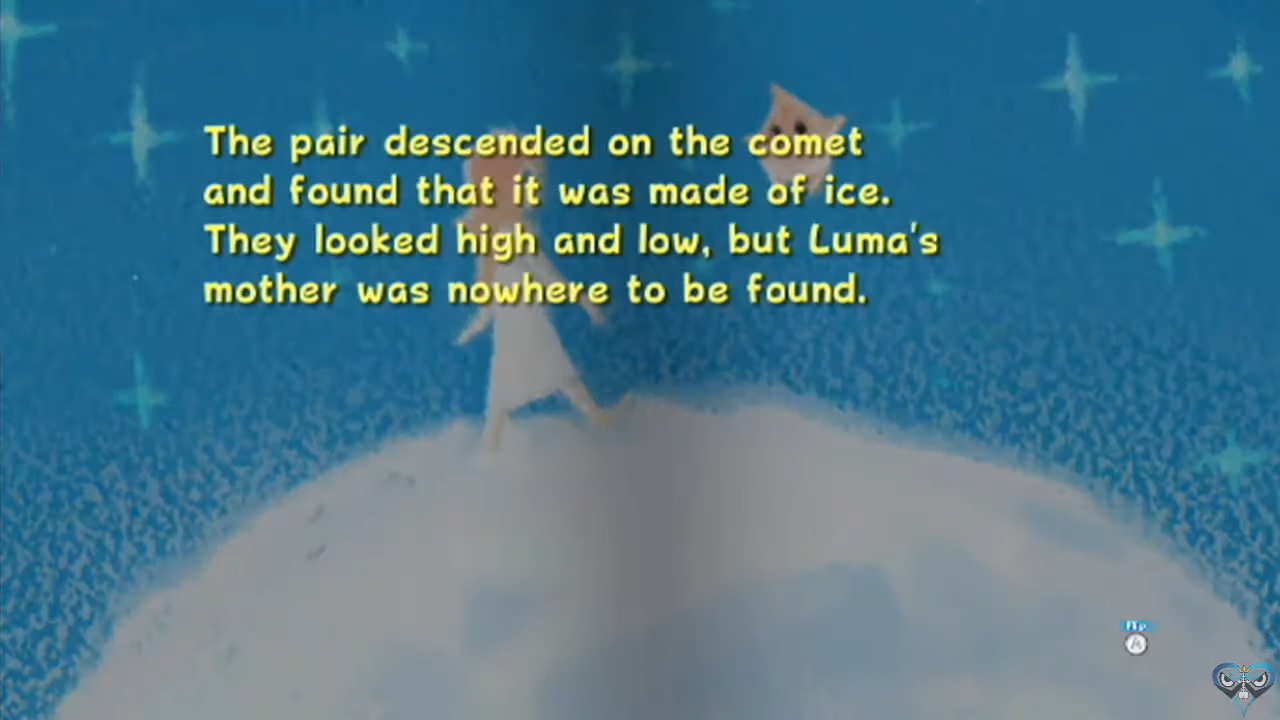 The pair descended on the comet
and found that it was made of ice.
They looked high and low, but Luma's
mother was nowhere to be found.
A